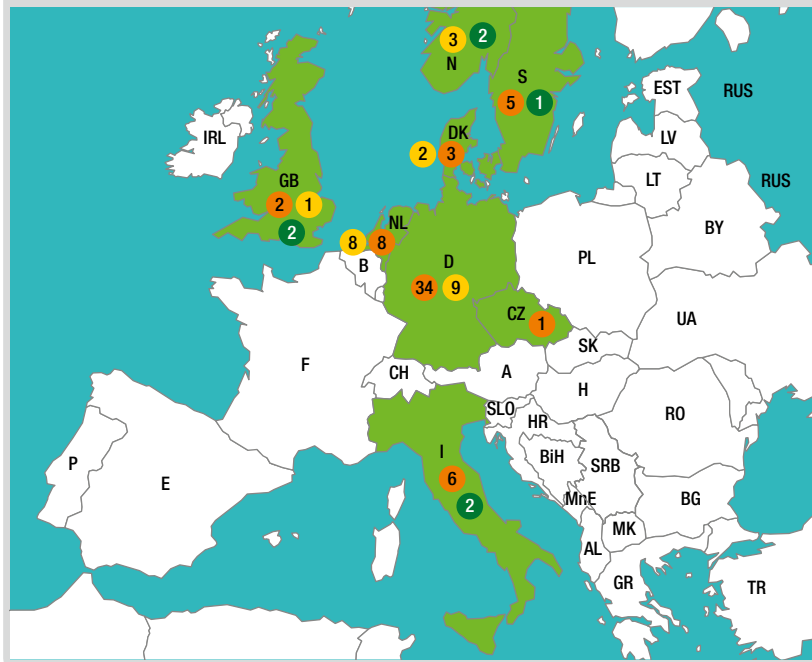 3 2
N
S
5 1
EST
RUS
IRL
DK
LV
2 3
LT
RUS
GB
2 1
2
NL
8 8
B
D
34 9
PL
BY
CZ
1
UA
SK
F
CH
A
H
SLO
HR
RO
I
BiH
SRB
P
E
6
2
MnE
BG
MK
AL
GR
TR